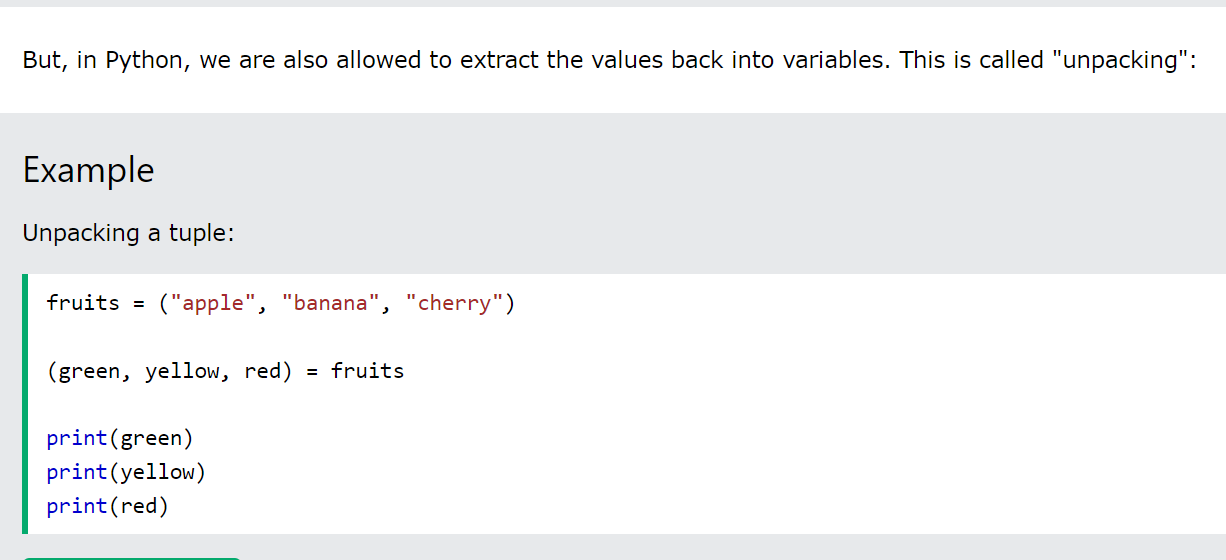 But, in Python, we are also allowed to extract the values back into variables. This is called "unpacking":
Example
Unpacking a tuple:
fruits = ("apple", "banana", "cherry")
(green, yellow, red) = fruits
print(green)
print(yellow)
print(red)